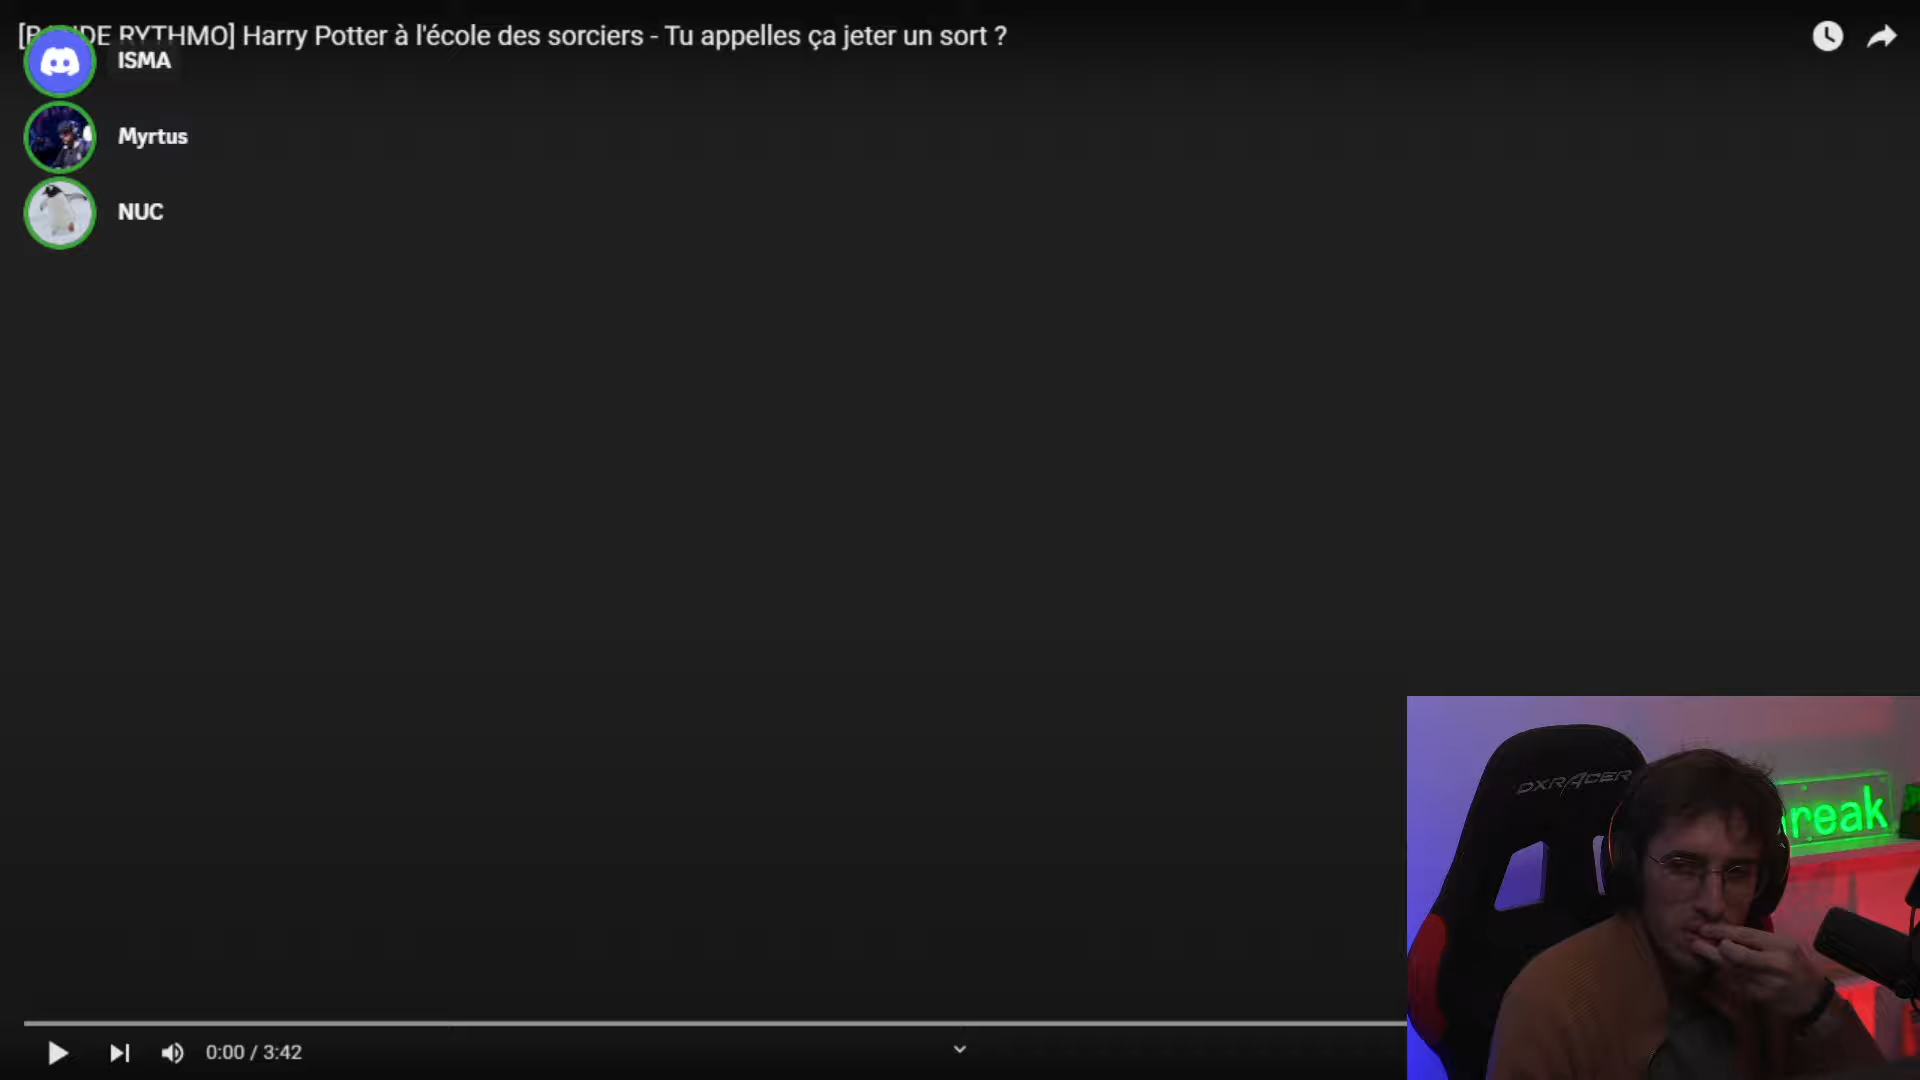 [BANDE RYTHMO] Harry Potter à l'école des sorciers - Tu appelles ça jeter un sort ?
ISMA
Myrtus
NUC
DXRACER
reak
0:00 / 3:42